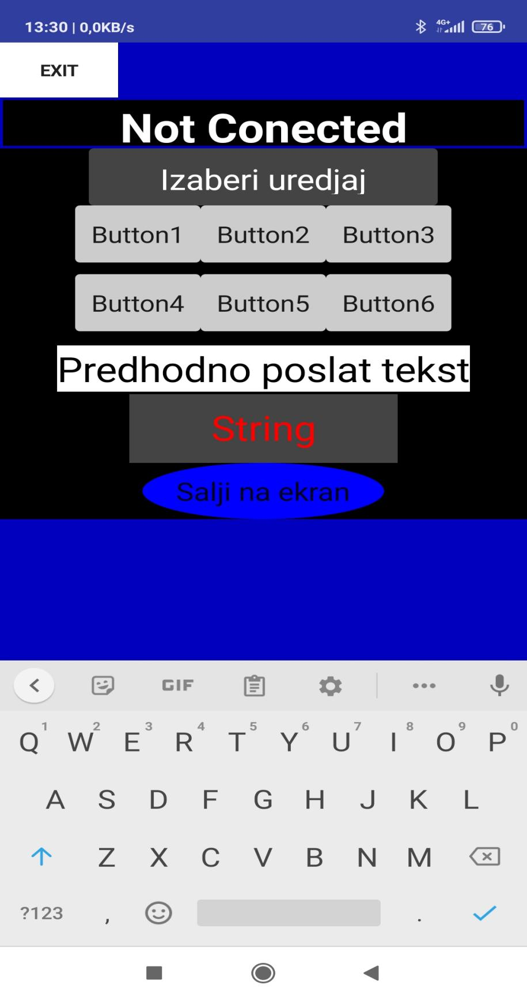 13:30 | 0,0KB/s 4G+ 76
EXIT
Not Conected
Izaberi uredjaj
Button1 Button2 Button3
Button4 Button5 Button6
Predhodno poslat tekst
String
Salji na ekran
GIF
1 2 3 4 5 6 7 8 9 0
Q W E R T Y U I O P
A S D F G H J K L
Z X C V B N M
?123 , .